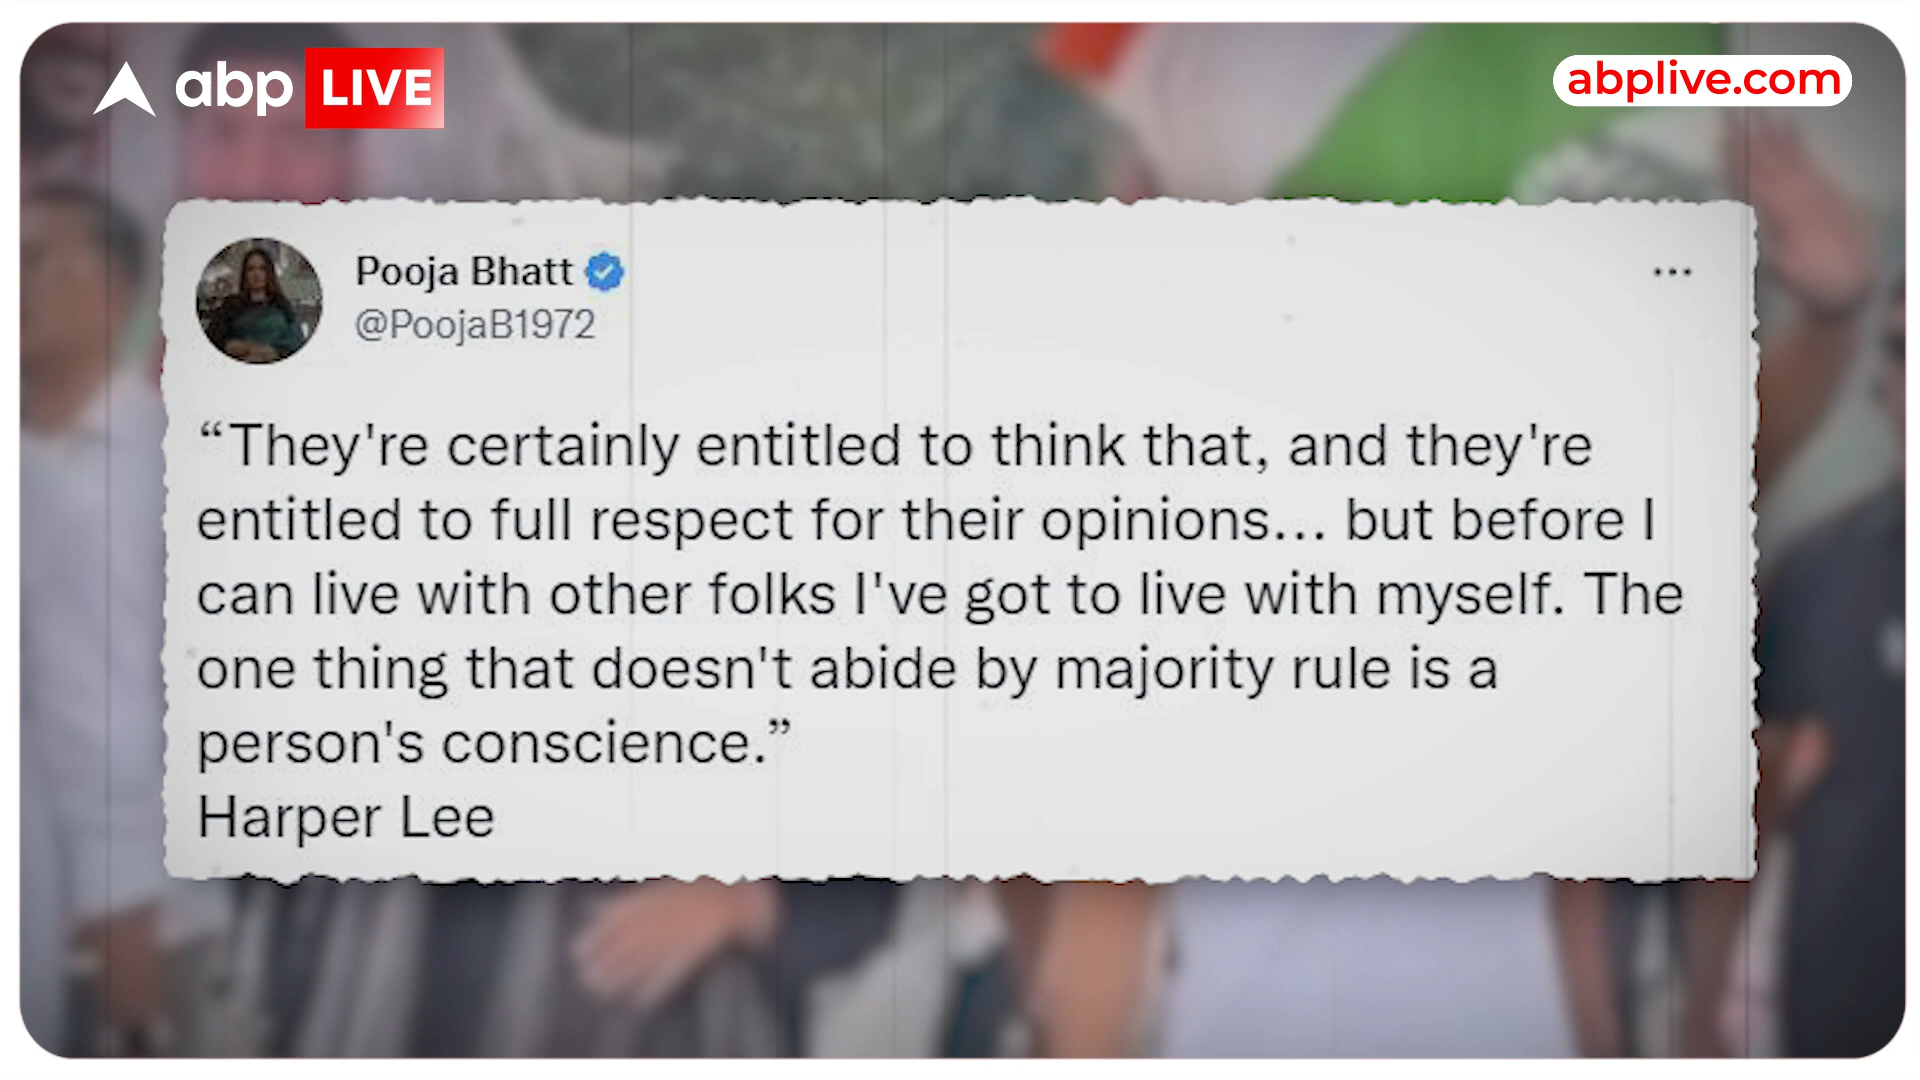 abp LIVE
abplive.com
Pooja Bhatt
@PoojaB1972
“They're certainly entitled to think that, and they're
entitled to full respect for their opinions... but before I
can live with other folks I've got to live with myself. The
one thing that doesn't abide by majority rule is a
person's conscience.”
Harper Lee